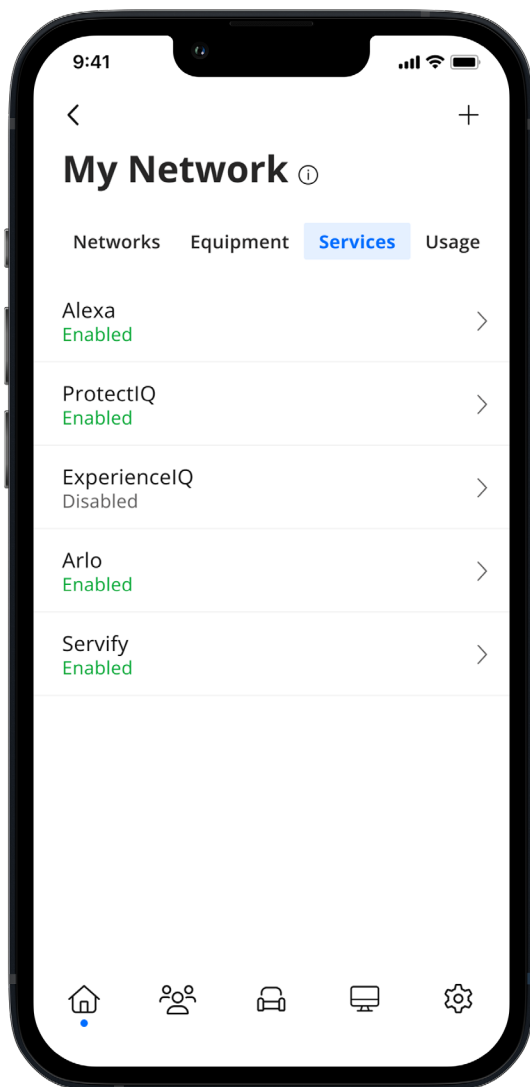 9:41
My Network
Networks Equipment Services Usage
Alexa
Enabled
ProtectIQ
Enabled
ExperienceIQ
Disabled
Arlo
Enabled
Servify
Enabled